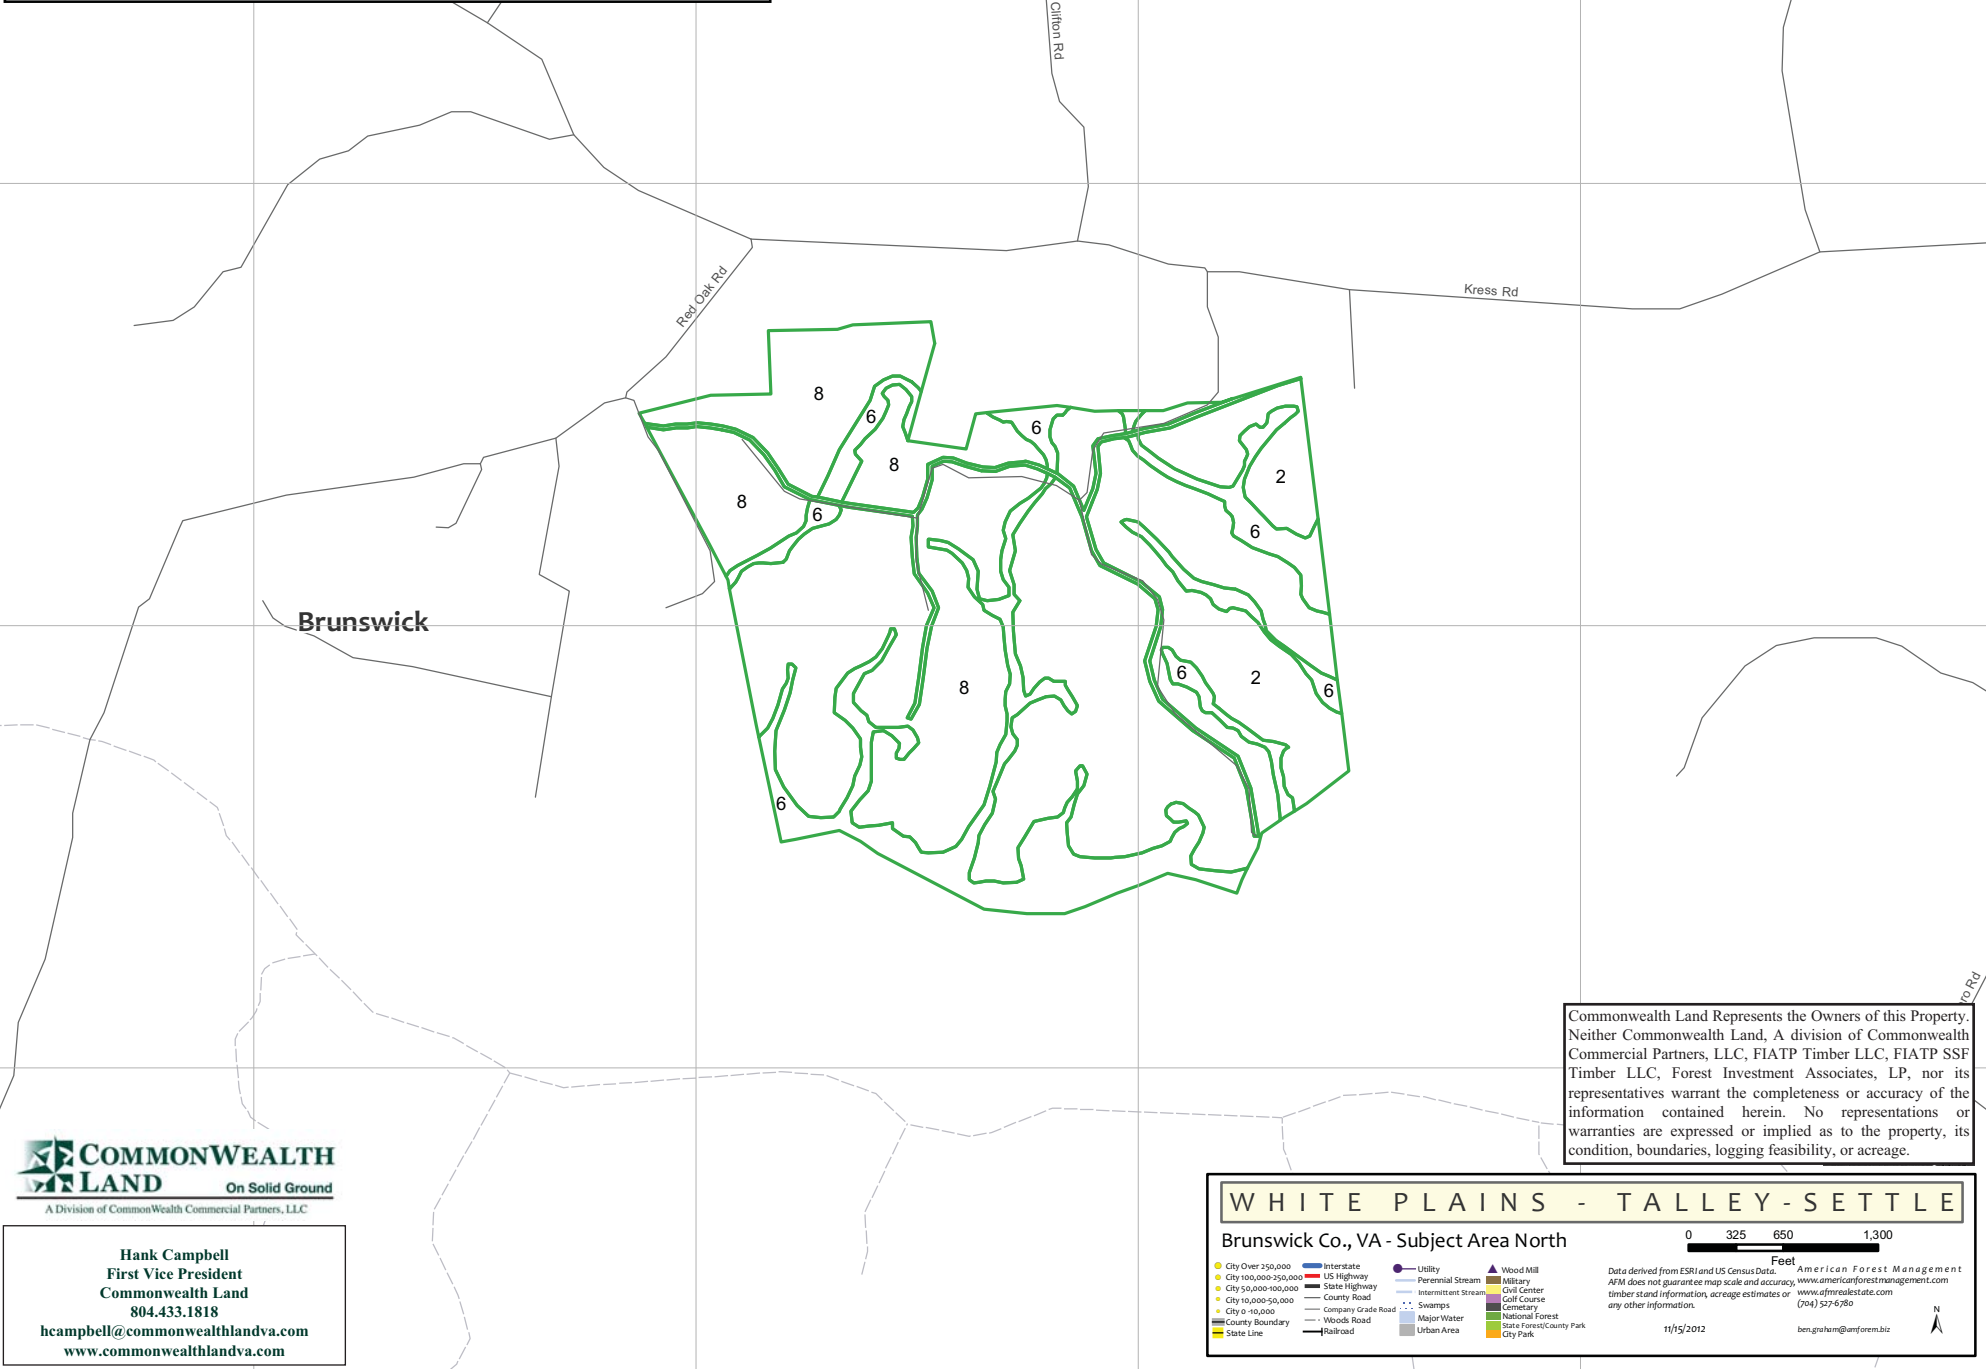 Clifton Rd
Red Oak Rd
Kress Rd
8
6
8
8
6
6
2
6
Brunswick
8
6
2
6
6
ro Rd
Commonwealth Land Represents the Owners of this Property.
Neither Commonwealth Land, A division of Commonwealth
Commercial Partners, LLC, FIATP Timber LLC, FIATP SSF
Timber LLC, Forest Investment Associates, LP, nor its
representatives warrant the completeness or accuracy of the
information contained herein. No representations or
warranties are expressed or implied as to the property, its
condition, boundaries, logging feasibility, or acreage.
COMMONWEALTH
LAND On Solid Ground
A Division of CommonWealth Commercial Partners, LLC
Hank Campbell
First Vice President
Commonwealth Land
804.433.1818
hcampbell@commonwealthlandva.com
www.commonwealthlandva.com
WHITE PLAINS - TALLEY-SETTLE
Brunswick Co., VA - Subject Area North
0 325 650 1,300
Feet
City Over 250,000
City 100,000-250,000
City 50,000-100,000
City 10,000-50,000
City 0 -10,000
County Boundary
State Line
Interstate
US Highway
State Highway
County Road
Company Grade Road
Woods Road
Railroad
Utility
Perennial Stream
Intermittent Stream
Swamps
Major Water
Urban Area
Wood Mill
Military
Civil Center
Golf Course
Cemetary
National Forest
State Forest/County Park
City Park
Data derived from ESRI and US Census Data.
AFM does not guarantee map scale and accuracy,
timber stand information, acreage estimates or
any other information.
11/15/2012
American Forest Management
www.americanforestmanagement.com
www.afmrealestate.com
(704) 527-6780
ben.graham@amforem.biz
N